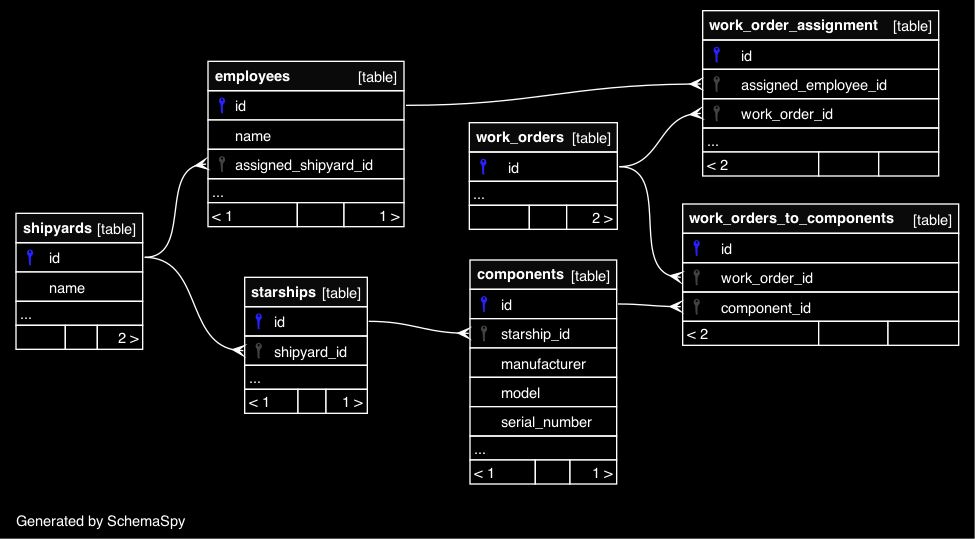 shipyards [table]
id
name
...
2 >
employees [table]
id
name
assigned_shipyard_id
...
< 1 1 >
starships [table]
id
shipyard_id
...
< 1 1 >
work_orders [table]
id
...
2 >
components [table]
id
starship_id
manufacturer
model
serial_number
...
< 1 1 >
work_order_assignment [table]
id
assigned_employee_id
work_order_id
...
< 2
work_orders_to_components [table]
id
work_order_id
component_id
< 2
Generated by SchemaSpy